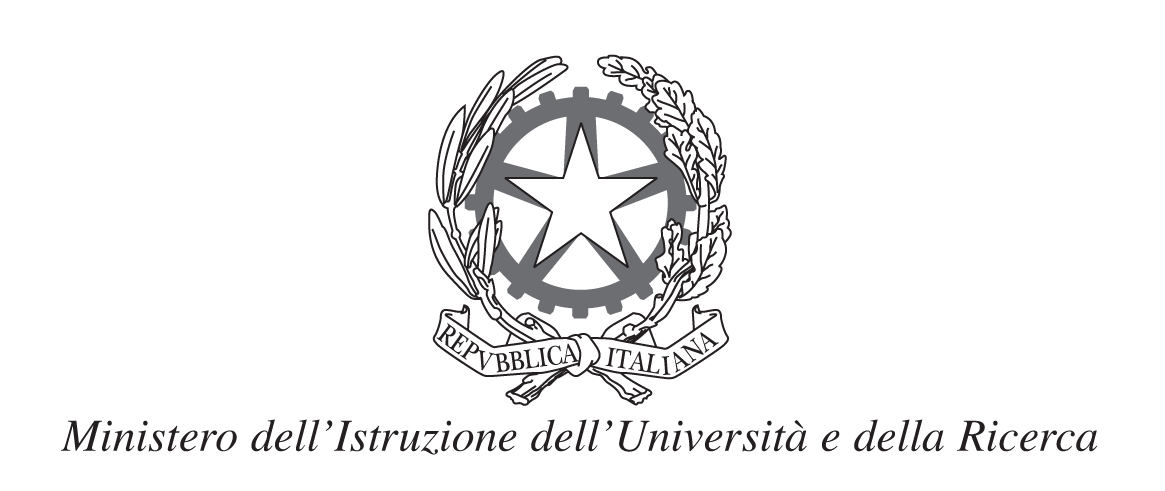 REPVBBLICA ITALIANA
Ministero dell’Istruzione dell’Università e della Ricerca